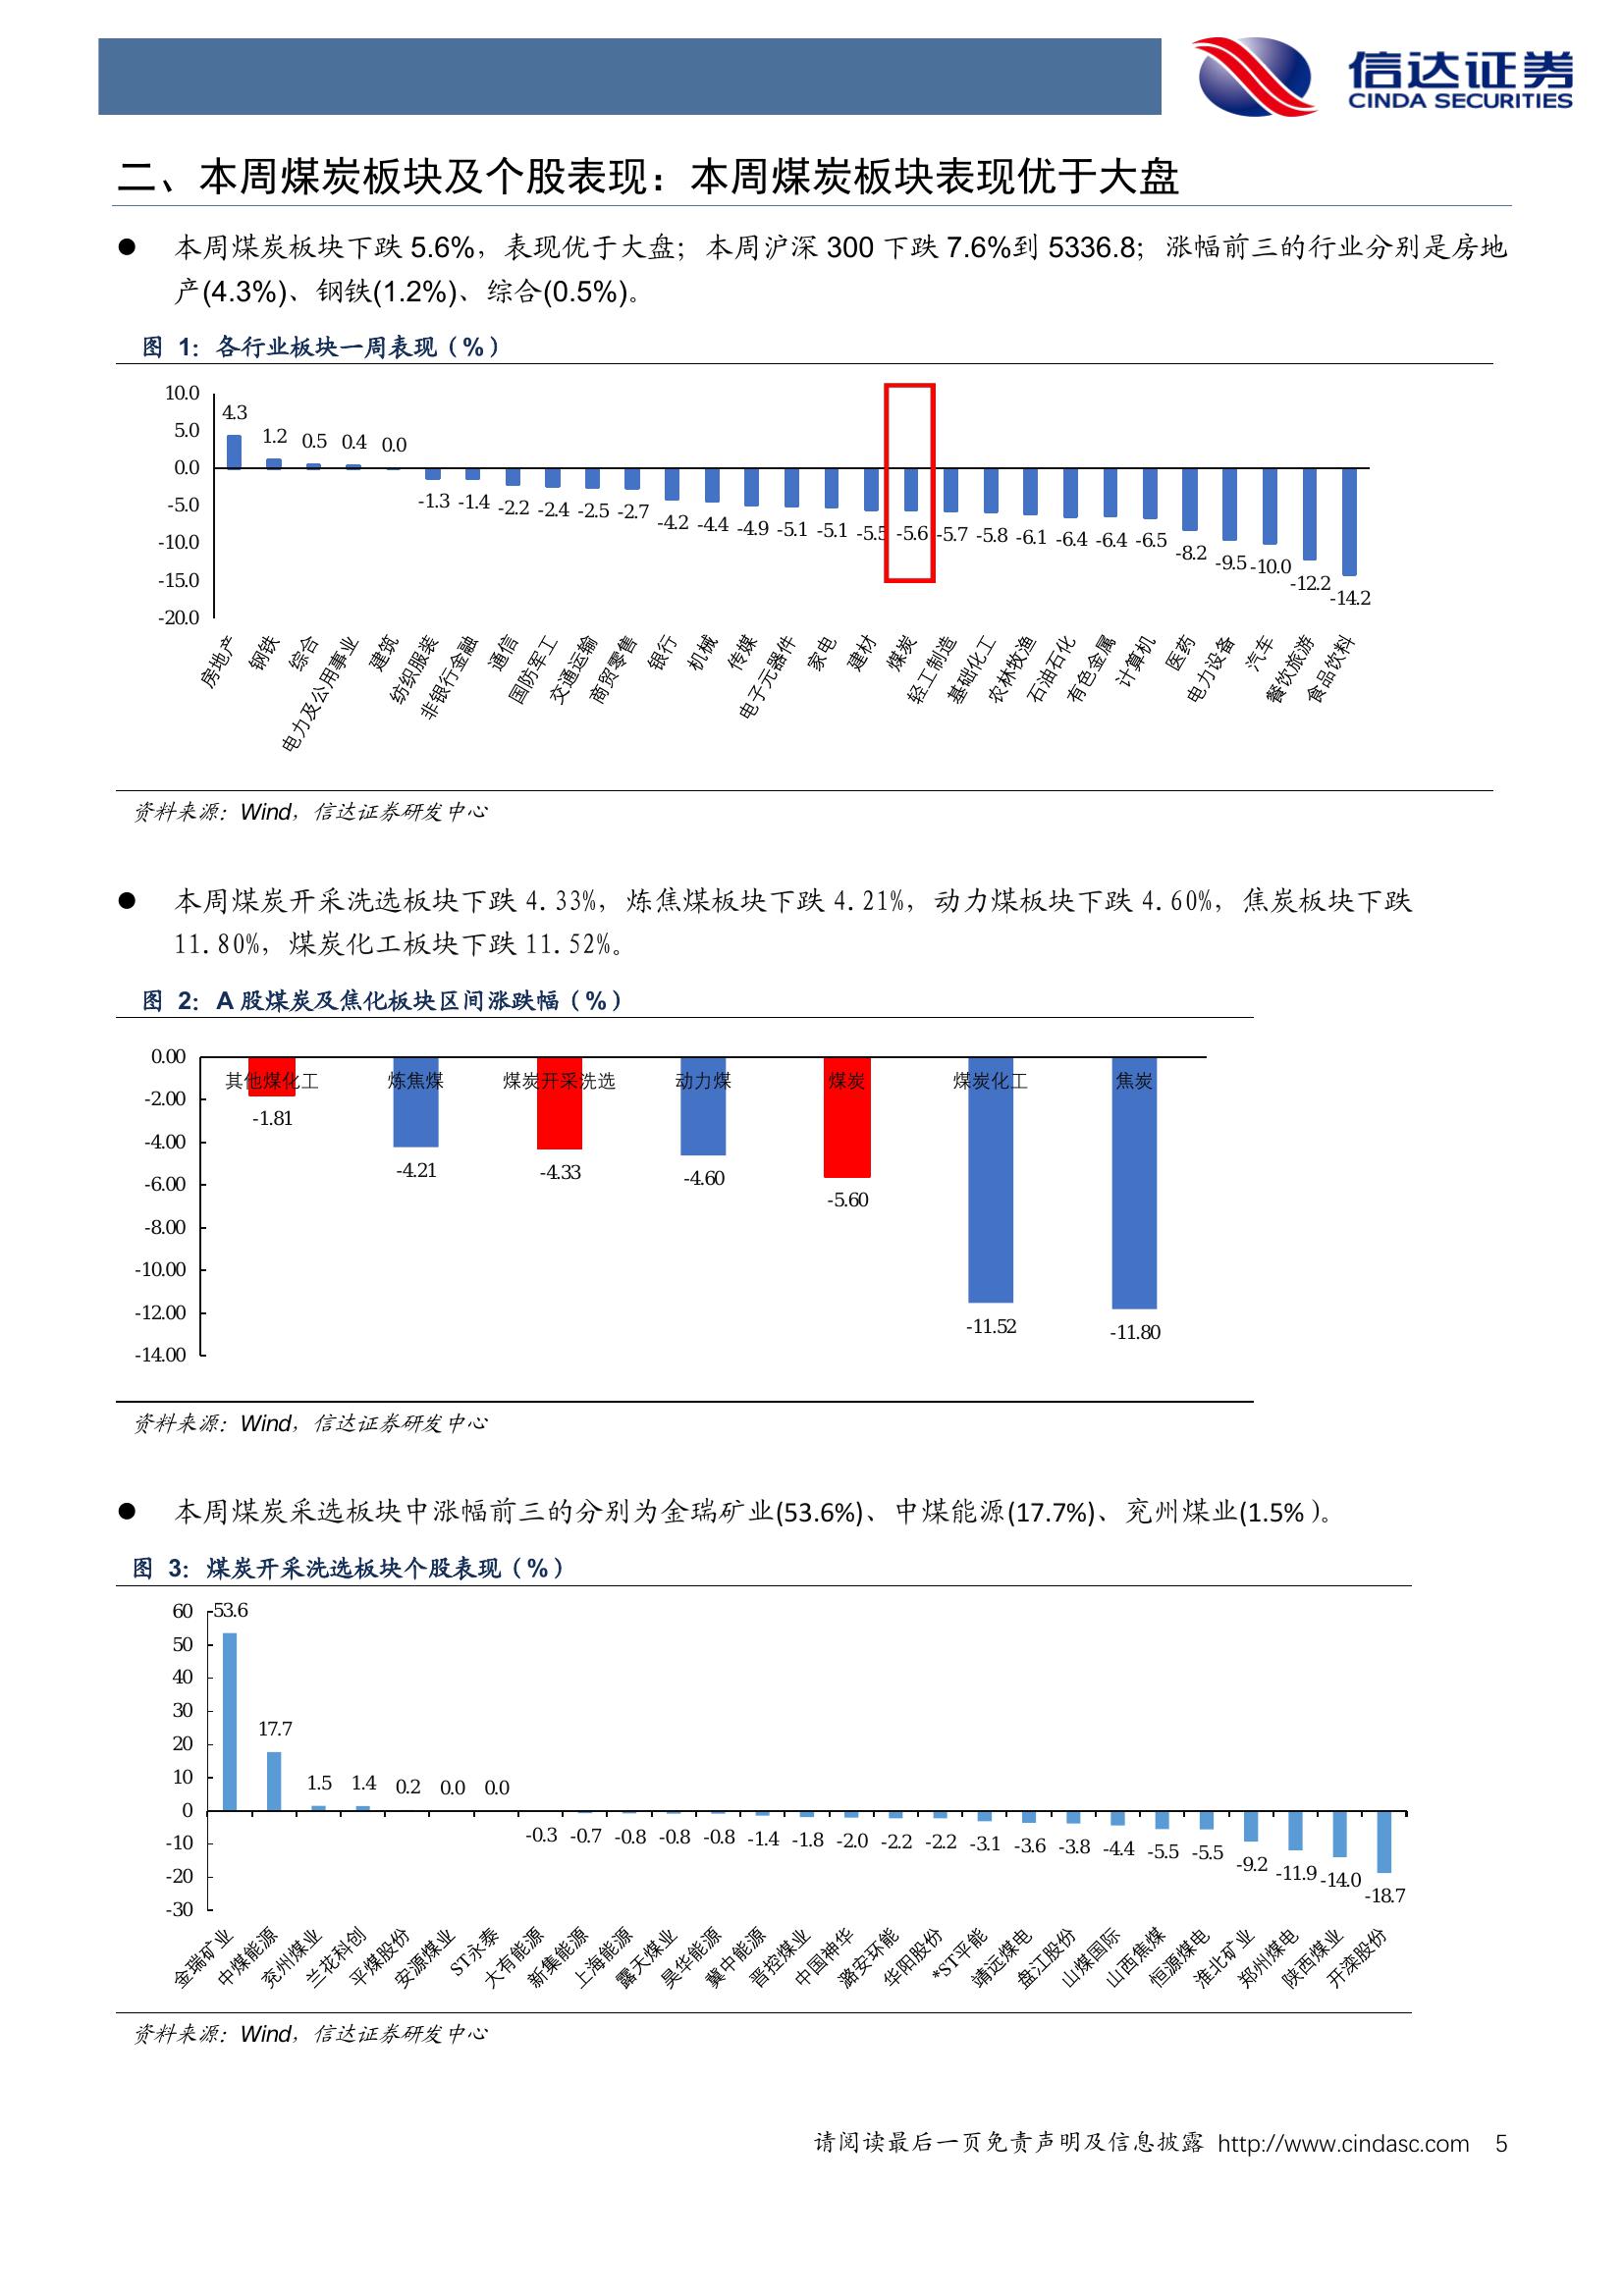 信达证券
CINDA SECURITIES
二、本周煤炭板块及个股表现：本周煤炭板块表现优于大盘
● 本周煤炭板块下跌 5.6%，表现优于大盘；本周沪深 300 下跌 7.6%到 5336.8；涨幅前三的行业分别是房地
产(4.3%)、钢铁(1.2%)、综合(0.5%)。
图 1：各行业板块一周表现（%）
10.0
5.0
0.0
-5.0
-10.0
-15.0
-20.0
4.3 1.2 0.5 0.4 0.0 -1.3 -1.4 -2.2 -2.4 -2.5 -2.7 -4.2 -4.4 -4.9 -5.1 -5.1 -5.5 -5.6 -5.7 -5.8 -6.1 -6.4 -6.4 -6.5 -8.2 -9.5 -10.0 -12.2 -14.2
房地产 钢铁 综合 电力及公用事业 建筑 纺织服装 非银行金融 通信 国防军工 交通运输 商贸零售 银行 机械 传媒 电子元器件 家电 建材 煤炭 轻工制造 基础化工 农林牧渔 石油石化 有色金属 计算机 医药 电力设备 汽车 餐饮旅游 食品饮料
资料来源：Wind，信达证券研发中心
● 本周煤炭开采洗选板块下跌 4.33%，炼焦煤板块下跌 4.21%，动力煤板块下跌 4.60%，焦炭板块下跌
11.80%，煤炭化工板块下跌 11.52%。
图 2：A 股煤炭及焦化板块区间涨跌幅（%）
0.00
-2.00
-4.00
-6.00
-8.00
-10.00
-12.00
-14.00
其他煤化工 炼焦煤 煤炭开采洗选 动力煤 煤炭 煤炭化工 焦炭
-1.81 -4.21 -4.33 -4.60 -5.60 -11.52 -11.80
资料来源：Wind，信达证券研发中心
● 本周煤炭采选板块中涨幅前三的分别为金瑞矿业(53.6%)、中煤能源(17.7%)、兖州煤业(1.5%）。
图 3：煤炭开采洗选板块个股表现（%）
60
50
40
30
20
10
0
-10
-20
-30
53.6 17.7 1.5 1.4 0.2 0.0 0.0 -0.3 -0.7 -0.8 -0.8 -0.8 -1.4 -1.8 -2.0 -2.2 -2.2 -3.1 -3.6 -3.8 -4.4 -5.5 -5.5 -9.2 -11.9 -14.0 -18.7
金瑞矿业 中煤能源 兖州煤业 兰花科创 平煤股份 安源煤业 ST永泰 大有能源 新集能源 上海能源 露天煤业 昊华能源 冀中能源 晋控煤业 中国神华 潞安环能 华阳股份 *ST平能 靖远煤电 盘江股份 山煤国际 山西焦煤 恒源煤电 淮北矿业 郑州煤电 陕西煤业 开滦股份
资料来源：Wind，信达证券研发中心
请阅读最后一页免责声明及信息披露 http://www.cindasc.com 5